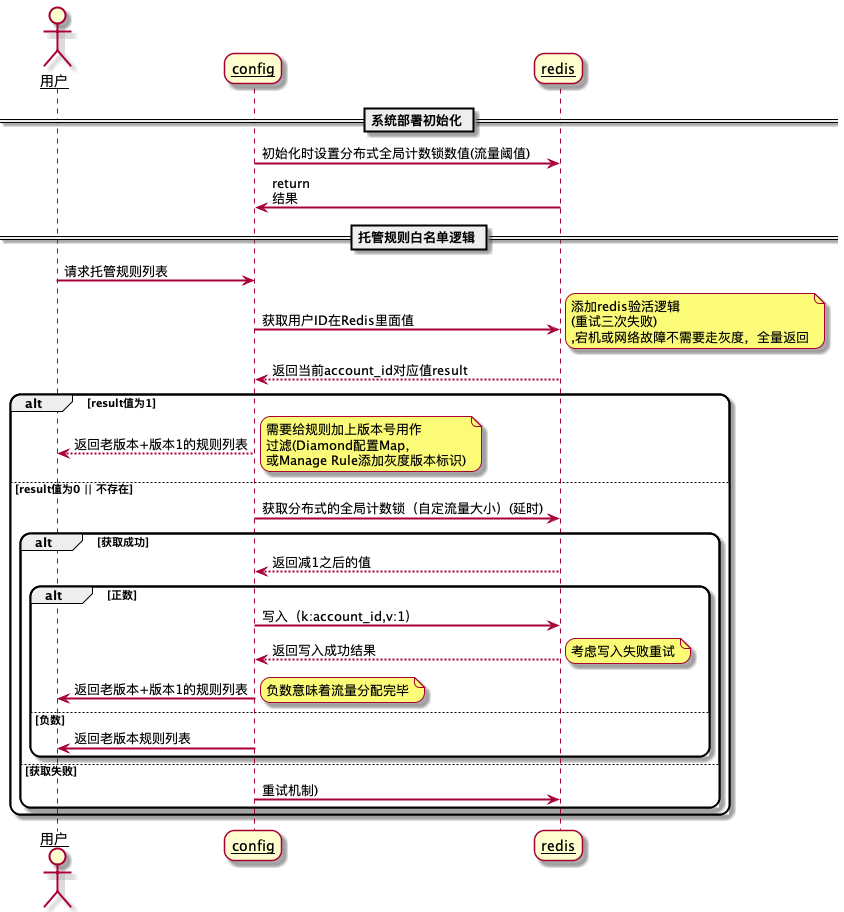 用户
config
redis
系统部署初始化
初始化时设置分布式全局计数锁数值(流量阈值)
return
结果
托管规则白名单逻辑
请求托管规则列表
添加redis验活逻辑
(重试三次失败)
,宕机或网络故障不需要走灰度，全量返回
获取用户ID在Redis里面值
返回当前account_id对应值result
alt
[result值为1]
需要给规则加上版本号用作
过滤(Diamond配置Map,
或Manage Rule添加灰度版本标识)
返回老版本+版本1的规则列表
[result值为0 || 不存在]
获取分布式的全局计数锁（自定流量大小）(延时)
alt
[获取成功]
返回减1之后的值
alt
[正数]
写入（k:account_id,v:1)
返回写入成功结果
考虑写入失败重试
返回老版本+版本1的规则列表
负数意味着流量分配完毕
[负数]
返回老版本规则列表
[获取失败]
重试机制)
用户
config
redis